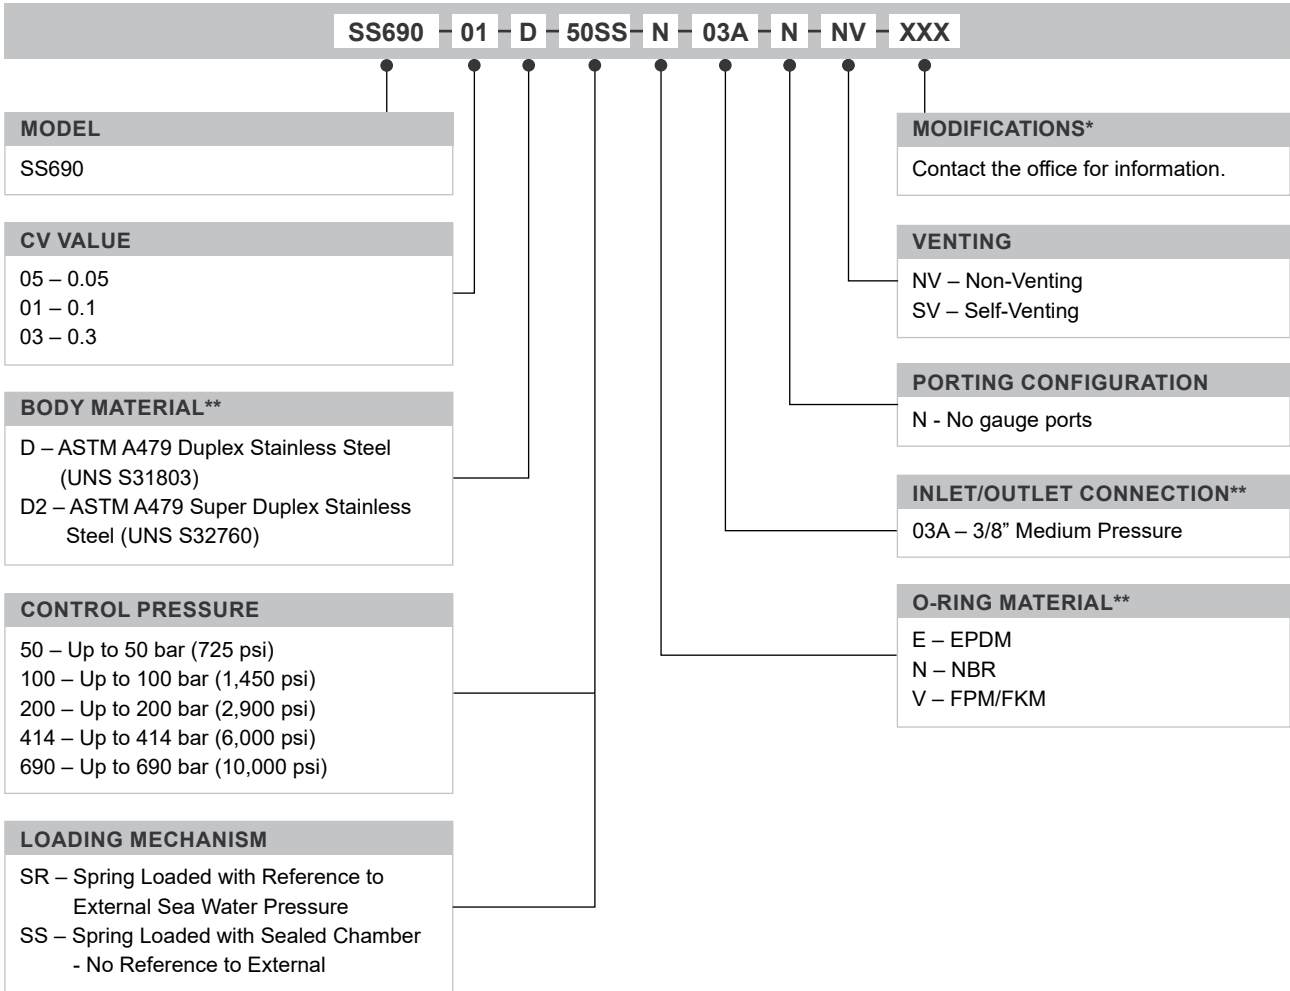 SS690 01 D 50SS N 03A N NV XXX
MODEL
SS690
CV VALUE
05 – 0.05
01 – 0.1
03 – 0.3
BODY MATERIAL**
D – ASTM A479 Duplex Stainless Steel
(UNS S31803)
D2 – ASTM A479 Super Duplex Stainless
Steel (UNS S32760)
CONTROL PRESSURE
50 – Up to 50 bar (725 psi)
100 – Up to 100 bar (1,450 psi)
200 – Up to 200 bar (2,900 psi)
414 – Up to 414 bar (6,000 psi)
690 – Up to 690 bar (10,000 psi)
LOADING MECHANISM
SR – Spring Loaded with Reference to
External Sea Water Pressure
SS – Spring Loaded with Sealed Chamber
- No Reference to External
MODIFICATIONS*
Contact the office for information.
VENTING
NV – Non-Venting
SV – Self-Venting
PORTING CONFIGURATION
N - No gauge ports
INLET/OUTLET CONNECTION**
03A – 3/8” Medium Pressure
O-RING MATERIAL**
E – EPDM
N – NBR
V – FPM/FKM